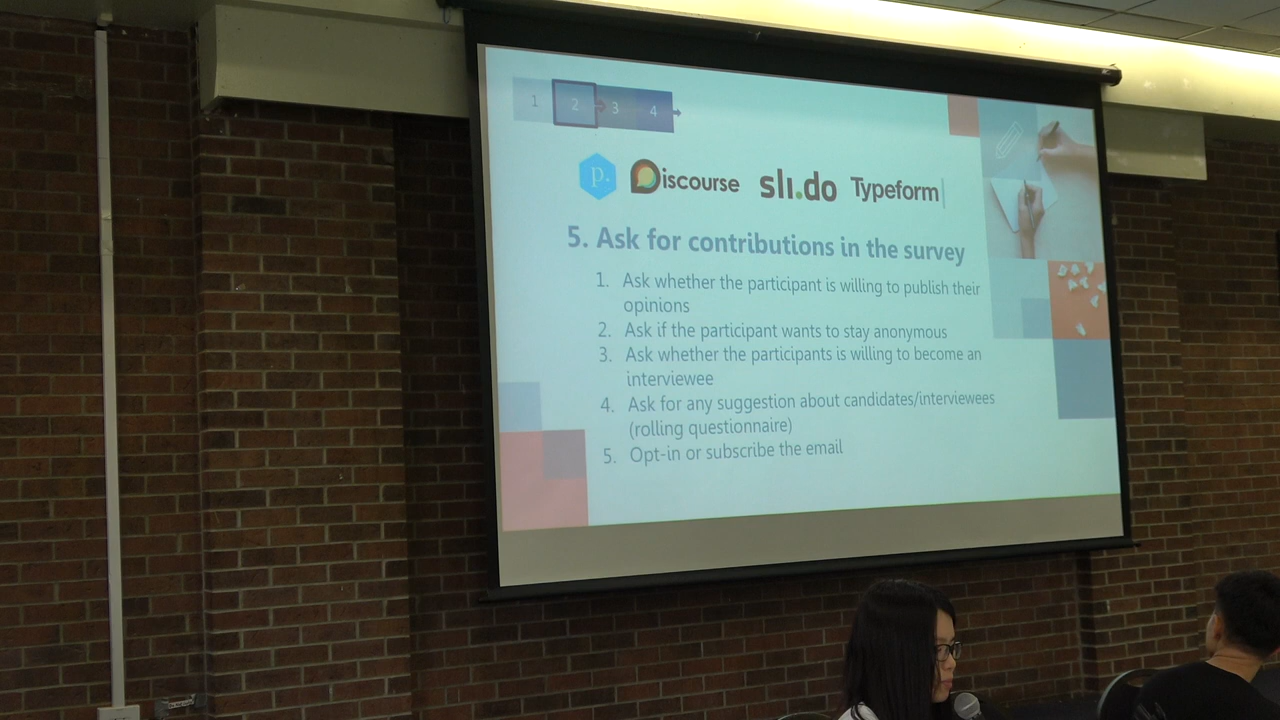 1 2 3 4
p. Discourse sli.do Typeform
5. Ask for contributions in the survey
1. Ask whether the participant is willing to publish their
opinions
2. Ask if the participant wants to stay anonymous
3. Ask whether the participants is willing to become an
interviewee
4. Ask for any suggestion about candidates/interviewees
(rolling questionnaire)
5. Opt-in or subscribe the email